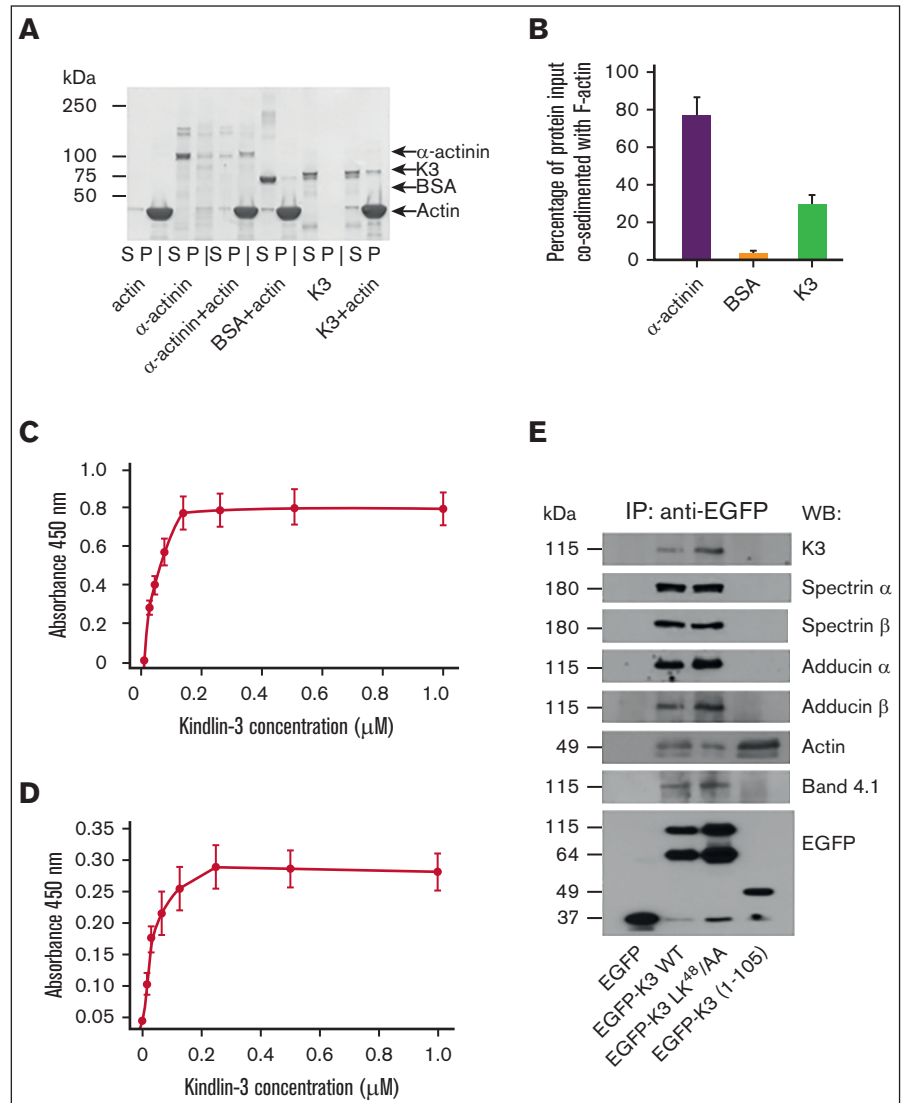 A
kDa
250
100
75
50
α-actinin
K3
BSA
Actin
S P | S P | S P | S P | S P | S P
actin
α-actinin
α-actinin+actin
BSA+actin
K3
K3+actin
B
Percentage of protein input
co-sedimented with F-actin
100
80
60
40
20
0
α-actinin
BSA
K3
C
Absorbance 450 nm
1.0
0.8
0.6
0.4
0.2
0
0 0.2 0.4 0.6 0.8 1.0
Kindlin-3 concentration (μM)
D
Absorbance 450 nm
0.35
0.30
0.25
0.20
0.15
0.10
0.05
0 0.2 0.4 0.6 0.8 1.0
Kindlin-3 concentration (μM)
E
kDa IP: anti-EGFP WB:
115 K3
180 Spectrin α
180 Spectrin β
115 Adducin α
115 Adducin β
49 Actin
115 Band 4.1
115 EGFP
64
49
37
EGFP
EGFP-K3 WT
EGFP-K3 LK⁴⁸/AA
EGFP-K3 (1-105)